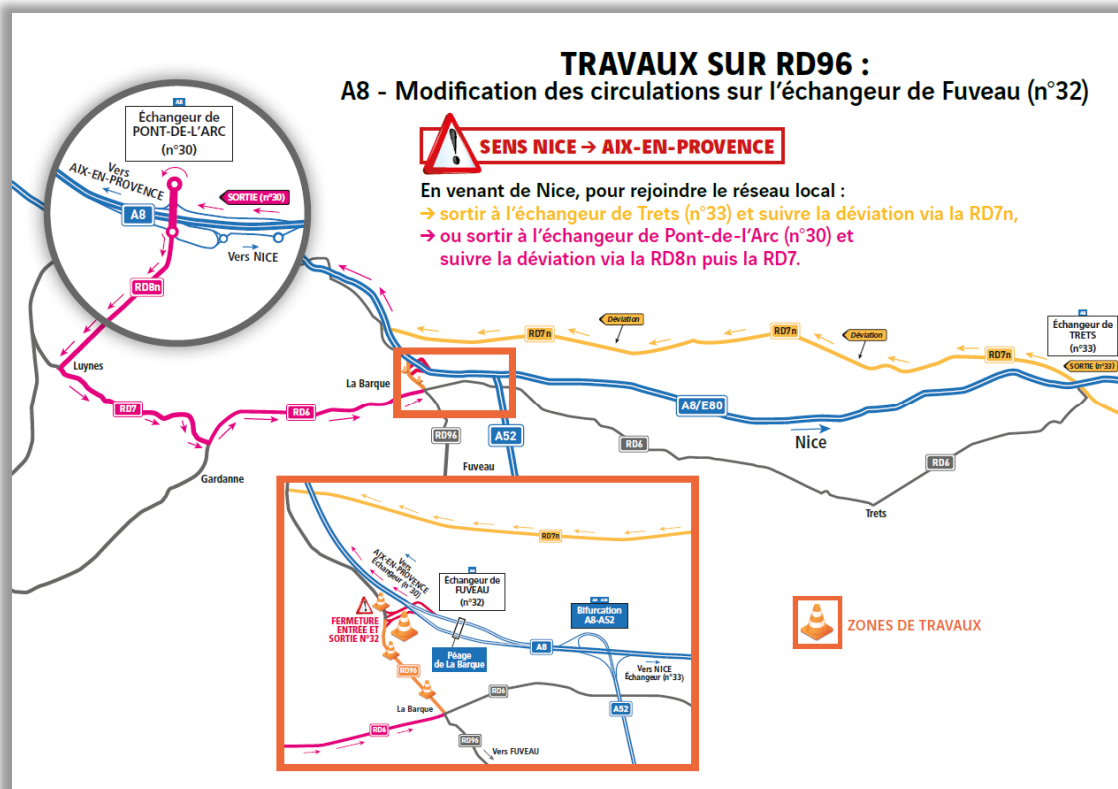 TRAVAUX SUR RD96 :
A8 - Modification des circulations sur l'échangeur de Fuveau (n°32)
SENS NICE → AIX-EN-PROVENCE
En venant de Nice, pour rejoindre le réseau local :
→ sortir à l'échangeur de Trets (n°33) et suivre la déviation via la RD7n,
→ ou sortir à l'échangeur de Pont-de-l'Arc (n°30) et
suivre la déviation via la RD8n puis la RD7.
A8
Échangeur de
PONT-DE-L'ARC
(n°30)
Vers
AIX-EN-PROVENCE
SORTIE (n°30)
A8
Vers NICE
RD8n
Luynes
RD7
RD6
Gardanne
La Barque
RD96
A52
Fuveau
RD7n
Déviation
RD7n
Déviation
RD7n
A8
Échangeur de
TRETS
(n°33)
SORTIE (n°33)
A8/E80
Nice
RD6
RD6
Trets
RD7n
Vers
AIX-EN-PROVENCE
Échangeur (n°30)
A8
Échangeur de
FUVEAU
(n°32)
FERMETURE
ENTRÉE ET
SORTIE N°32
Péage
de La Barque
A8
A8 A52
Bifurcation
A8-A52
Vers NICE
Échangeur (n°33)
RD96
RD6
La Barque
A52
RD6
RD96
Vers FUVEAU
ZONES DE TRAVAUX